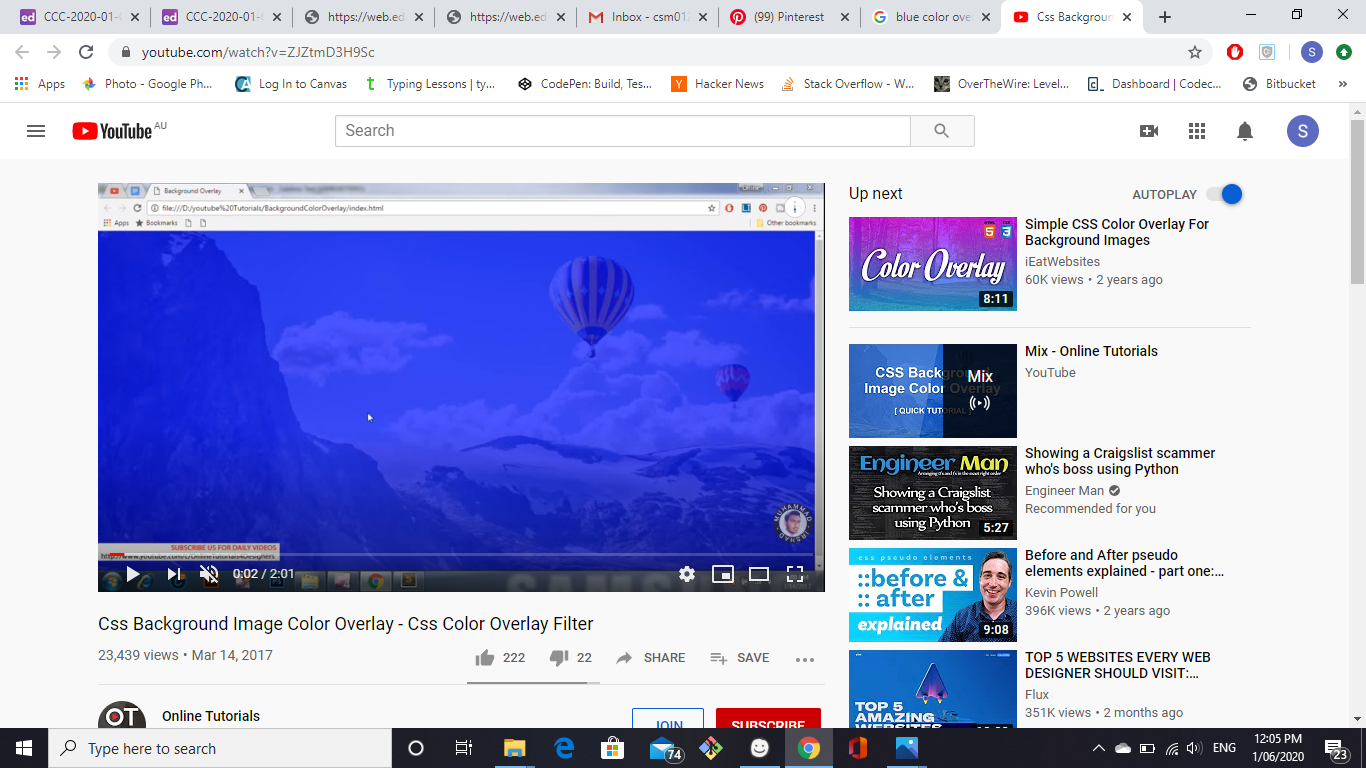 CCC-2020-01-
CCC-2020-01-
https://web.ed
https://web.ed
Inbox - csm01
(99) Pinterest
blue color ove
Css Backgroun
youtube.com/watch?v=ZJZtmD3H9Sc
S
Apps
Photo - Google Ph...
Log In to Canvas
Typing Lessons | ty...
CodePen: Build, Tes...
Hacker News
Stack Overflow - W...
OverTheWire: Level...
Dashboard | Codec...
Bitbucket
»
YouTube AU
Search
S
Background Overlay
file:///D:/youtube%20Tutorials/BackgroundColorOverlay/index.html
Apps
Bookmarks
Other bookmarks
MUHAMMAD IRSHAD
SUBSCRIBE US FOR DAILY VIDEOS
http://www.youtube.com/c/OnlineTutorials4Designers
0:02 / 2:01
Css Background Image Color Overlay - Css Color Overlay Filter
23,439 views • Mar 14, 2017
222
22
SHARE
SAVE
OT
Online Tutorials
JOIN
SUBSCRIBE
Up next
AUTOPLAY
Color Overlay
8:11
Simple CSS Color Overlay For
Background Images
iEatWebsites
60K views • 2 years ago
CSS Background
Image Color Overlay
[ QUICK TUTORIAL ]
Mix
Mix - Online Tutorials
YouTube
Engineer Man
Arranging 1's and 0's in the exact right order
Showing a Craigslist
scammer who's boss
using Python
5:27
Showing a Craigslist scammer
who's boss using Python
Engineer Man
Recommended for you
css pseudo elements
::before &
:: after
explained
9:08
Before and After pseudo
elements explained - part one:...
Kevin Powell
396K views • 2 years ago
TOP 5
AMAZING
WEBSITES
TOP 5 WEBSITES EVERY WEB
DESIGNER SHOULD VISIT:...
Flux
351K views • 2 months ago
Type here to search
74
ENG
12:05 PM
1/06/2020
23